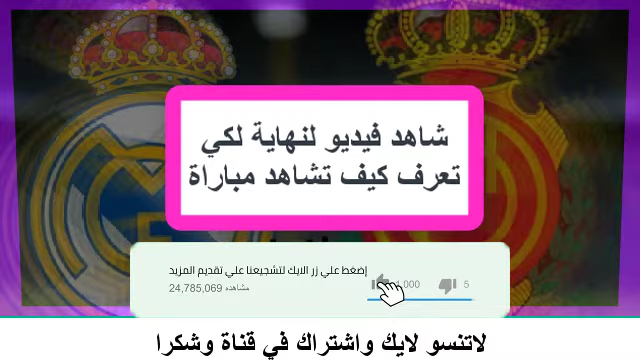 شاهد فيديو لنهاية لكي
تعرف كيف تشاهد مباراة
إضغط علي زر الايك لتشجيعنا علي تقديم المزيد
24,785,069 مشاهده
5
لاتنسو لايك واشتراك في قناة وشكرا